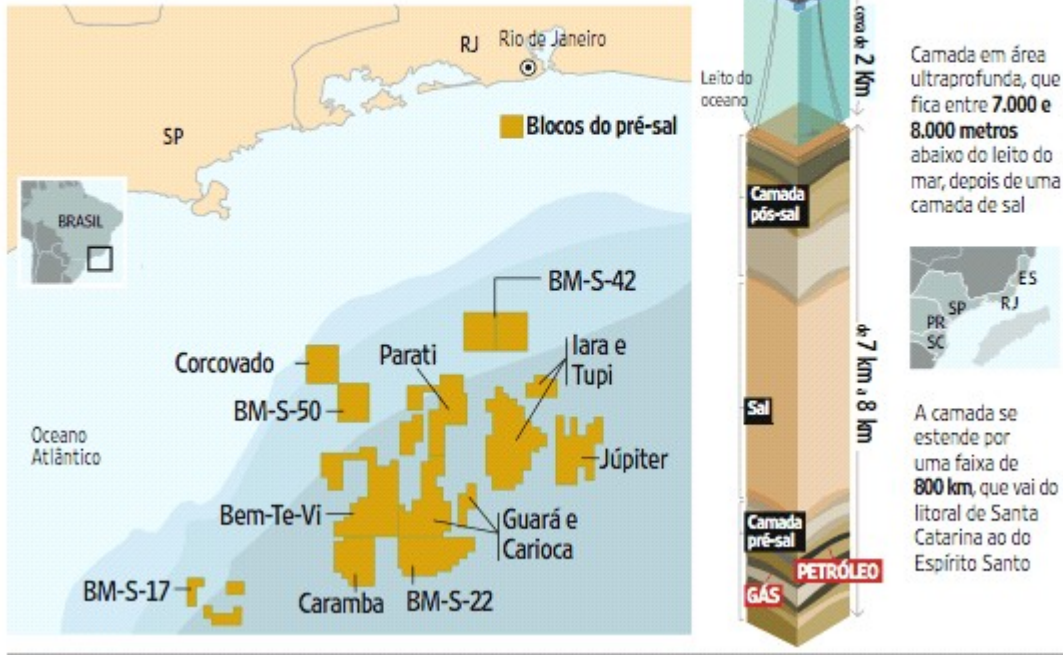 RJ
Rio de Janeiro
SP
Blocos do pré-sal
BRASIL
BM-S-42
Corcovado
Parati
Iara e
Tupi
BM-S-50
Oceano
Atlântico
Júpiter
Bem-Te-Vi
Guará e
Carioca
BM-S-17
Caramba
BM-S-22
cerca de 2 Km
Leito do
oceano
Camada
pós-sal
Sal
de 7 km a 8 km
Camada
pré-sal
PETRÓLEO
GÁS
Camada em área
ultraprofunda, que
fica entre 7.000 e
8.000 metros
abaixo do leito do
mar, depois de uma
camada de sal
ES
SP
RJ
PR
SC
A camada se
estende por
uma faixa de
800 km, que vai do
litoral de Santa
Catarina ao do
Espírito Santo